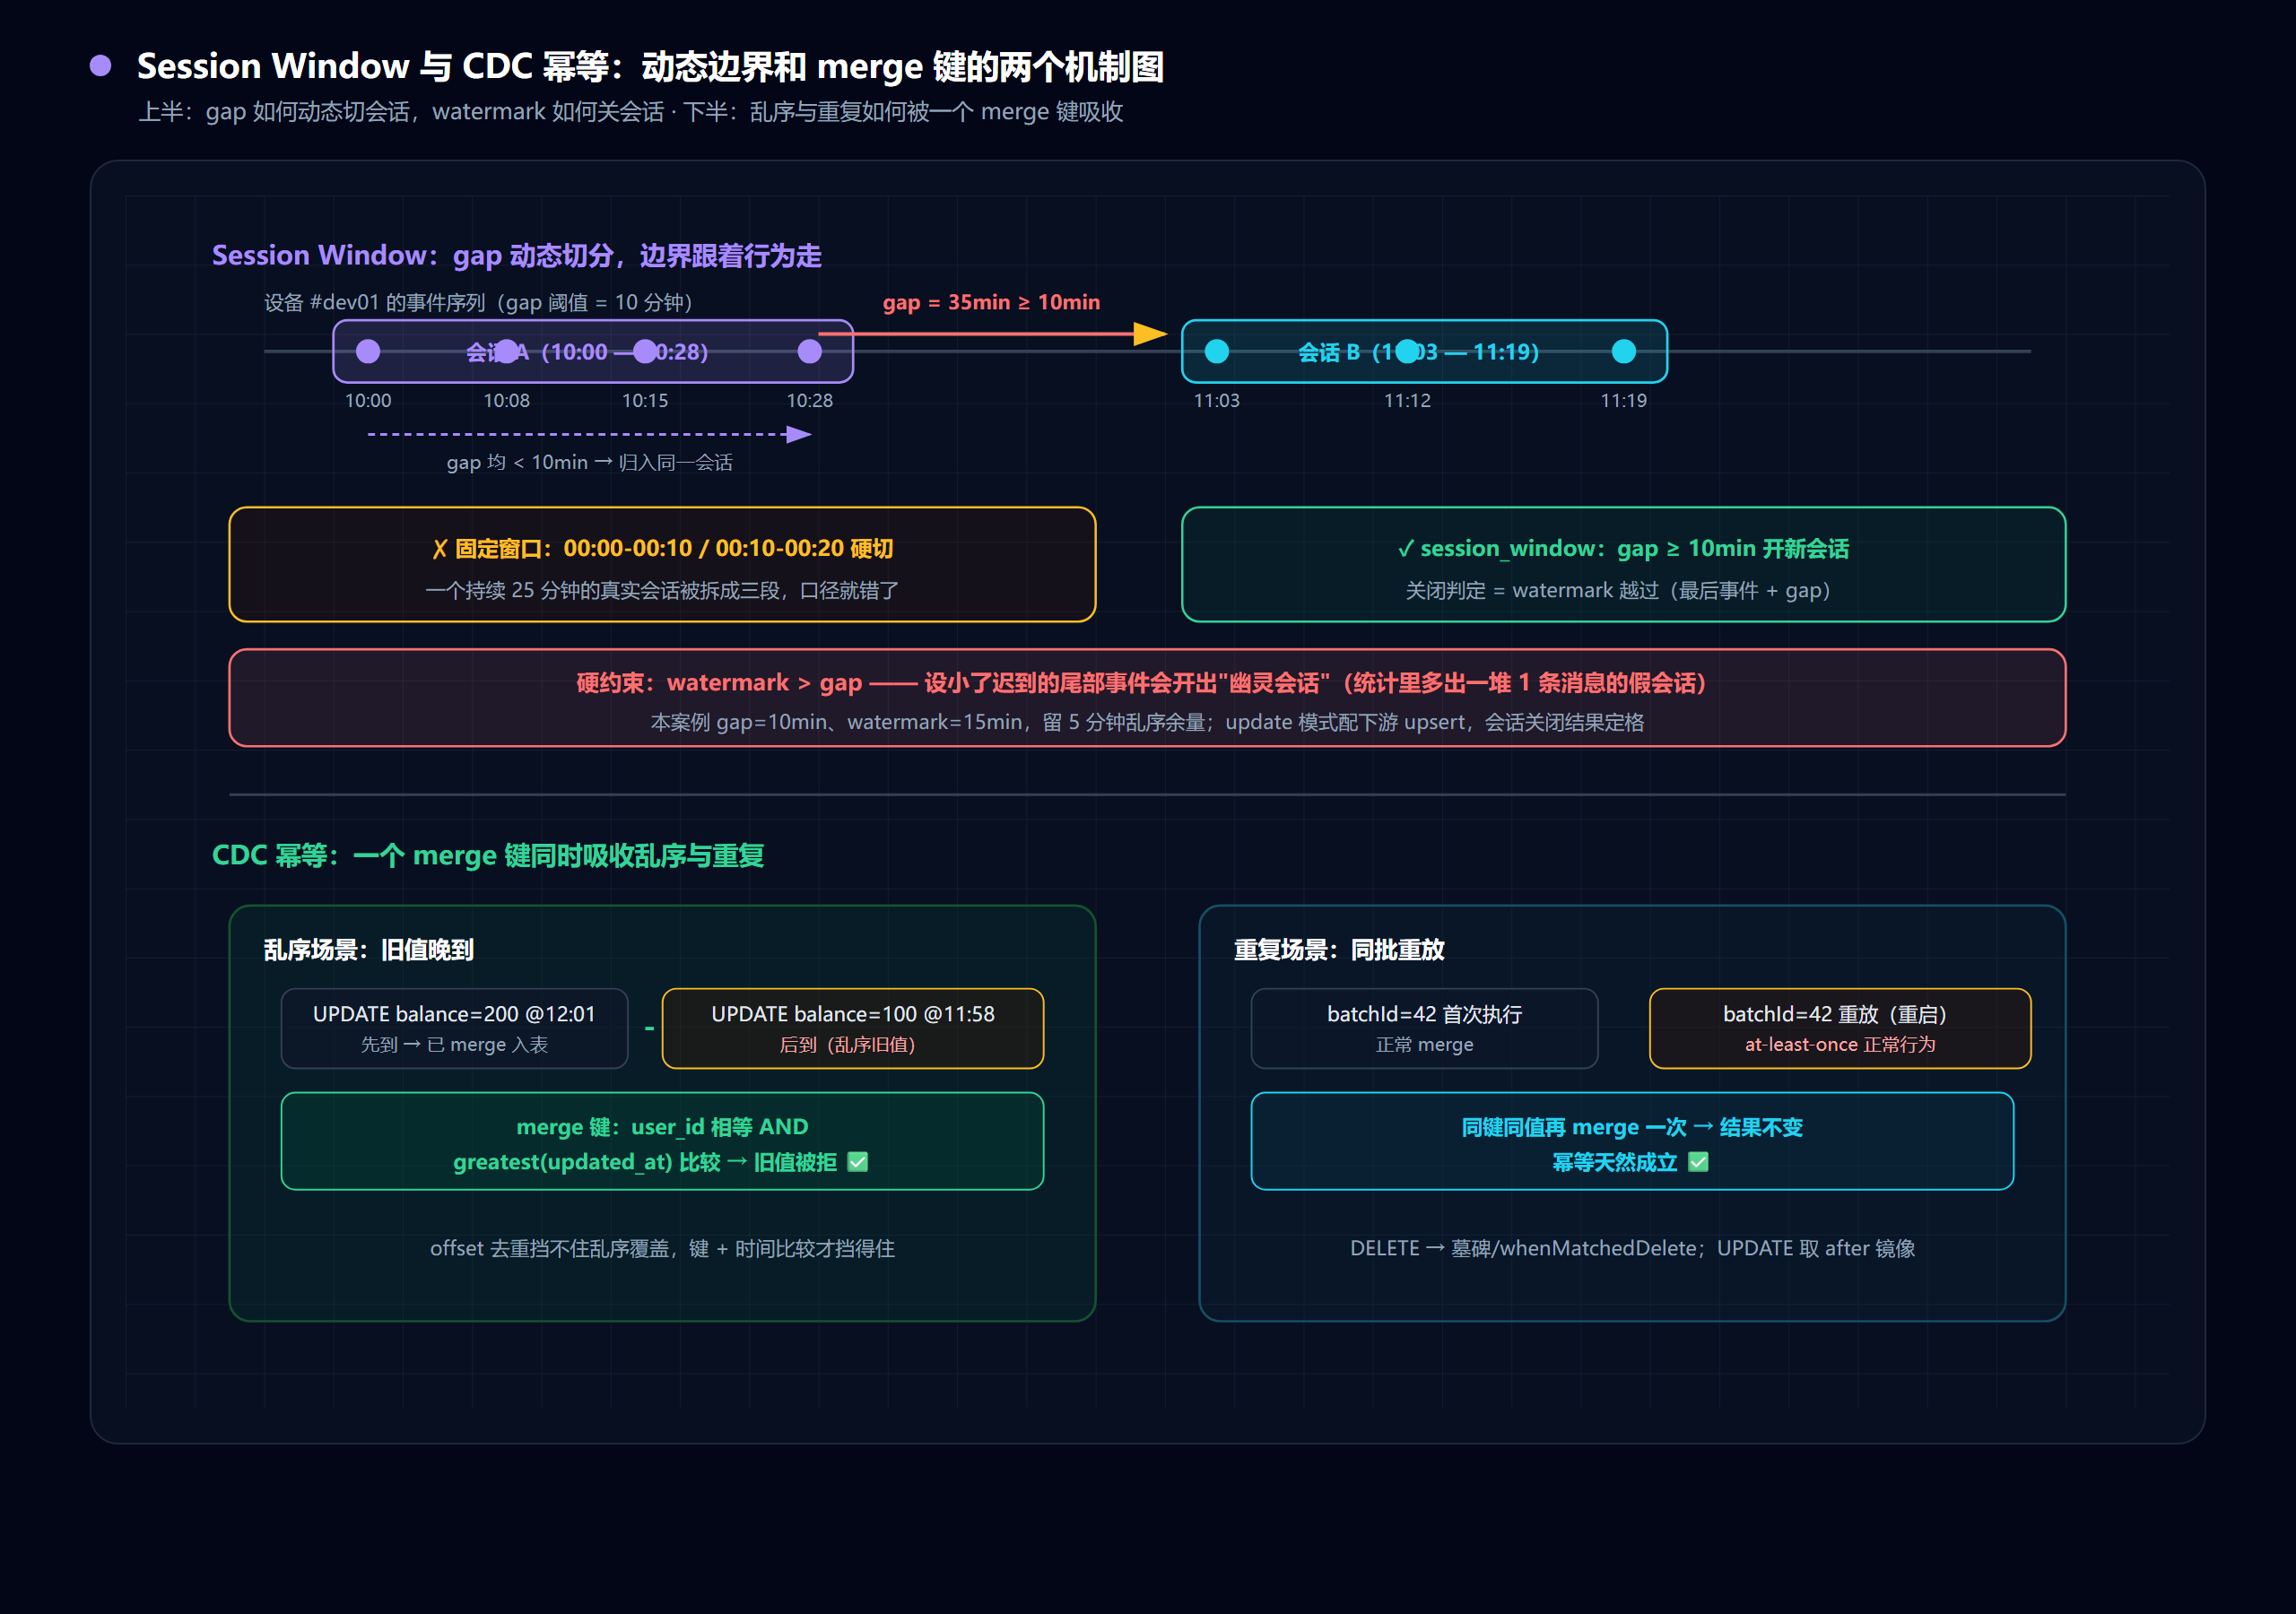 Session Window 与 CDC 幂等：动态边界和 merge 键的两个机制图
上半：gap 如何动态切会话，watermark 如何关会话 · 下半：乱序与重复如何被一个 merge 键吸收
Session Window：gap 动态切分，边界跟着行为走
设备 #dev01 的事件序列（gap 阈值 = 10 分钟）
gap = 35min ≥ 10min
会话 A（10:00 — 10:28）
会话 B（11:03 — 11:19）
10:00
10:08
10:15
10:28
11:03
11:12
11:19
gap 均 < 10min → 归入同一会话
✗ 固定窗口：00:00-00:10 / 00:10-00:20 硬切
一个持续 25 分钟的真实会话被拆成三段，口径就错了
✓ session_window：gap ≥ 10min 开新会话
关闭判定 = watermark 越过（最后事件 + gap）
硬约束：watermark > gap —— 设小了迟到的尾部事件会开出"幽灵会话"（统计里多出一堆 1 条消息的假会话）
本案例 gap=10min、watermark=15min，留 5 分钟乱序余量；update 模式配下游 upsert，会话关闭结果定格
CDC 幂等：一个 merge 键同时吸收乱序与重复
乱序场景：旧值晚到
UPDATE balance=200 @12:01
先到 → 已 merge 入表
UPDATE balance=100 @11:58
后到（乱序旧值）
merge 键：user_id 相等 AND
greatest(updated_at) 比较 → 旧值被拒 ✅
offset 去重挡不住乱序覆盖，键 + 时间比较才挡得住
重复场景：同批重放
batchId=42 首次执行
正常 merge
batchId=42 重放（重启）
at-least-once 正常行为
同键同值再 merge 一次 → 结果不变
幂等天然成立 ✅
DELETE → 墓碑/whenMatchedDelete；UPDATE 取 after 镜像